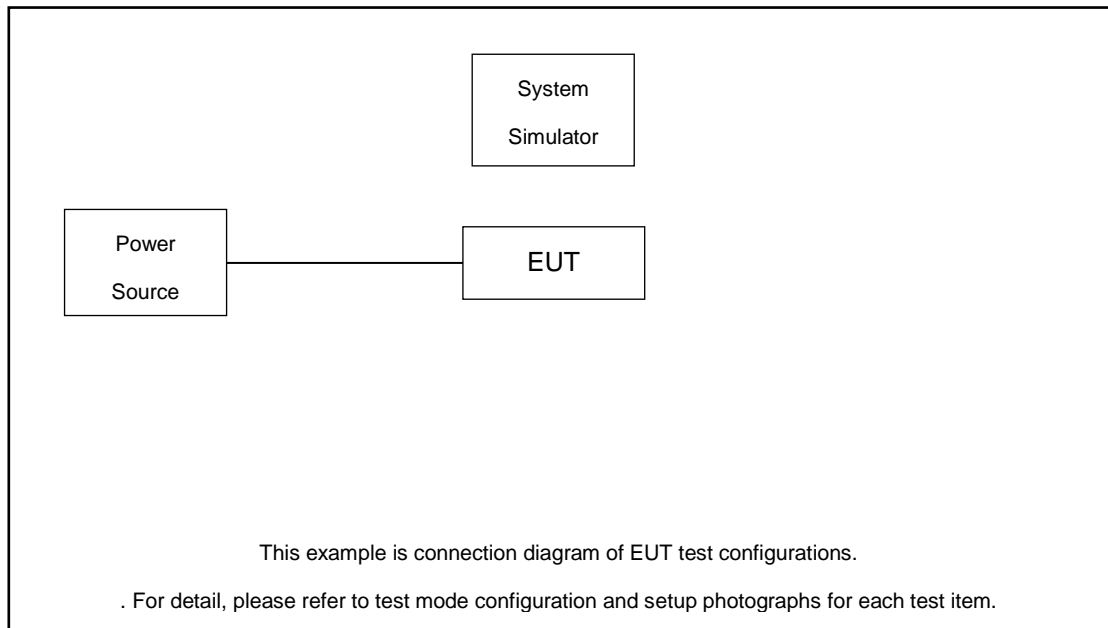 System
Simulator
Power
Source
EUT
This example is connection diagram of EUT test configurations.
. For detail, please refer to test mode configuration and setup photographs for each test item.